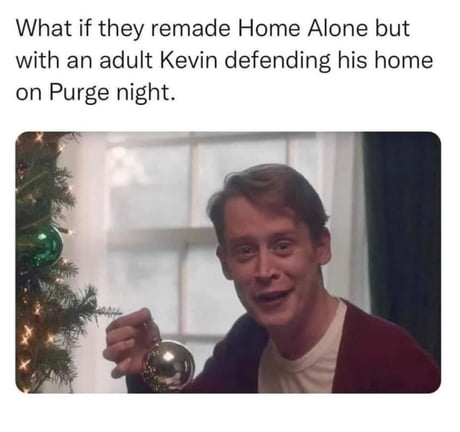 What if they remade Home Alone but
with an adult Kevin defending his home
on Purge night.